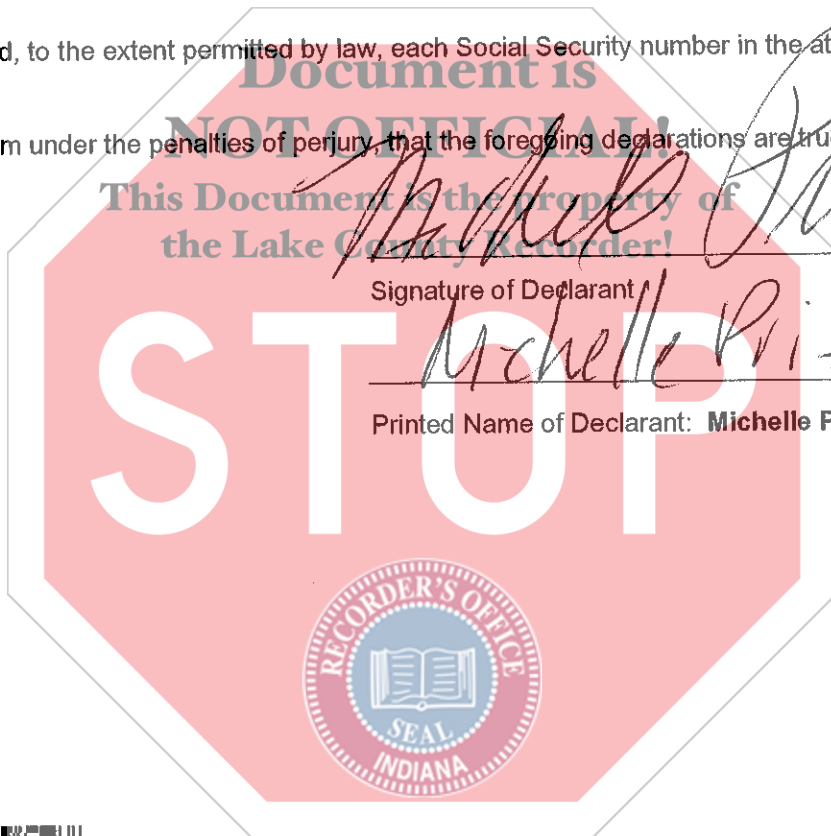 d, to the extent permitted by law, each Social Security number in the at
Document is
NOT OFFICIAL!
m under the penalties of perjury, that the foregoing declarations are tru
This Document is the property of
the Lake County Recorder!
Signature of Declarant
Michelle Pri
Printed Name of Declarant: Michelle P
STOP
RECORDER'S OFFICE
SEAL
INDIANA